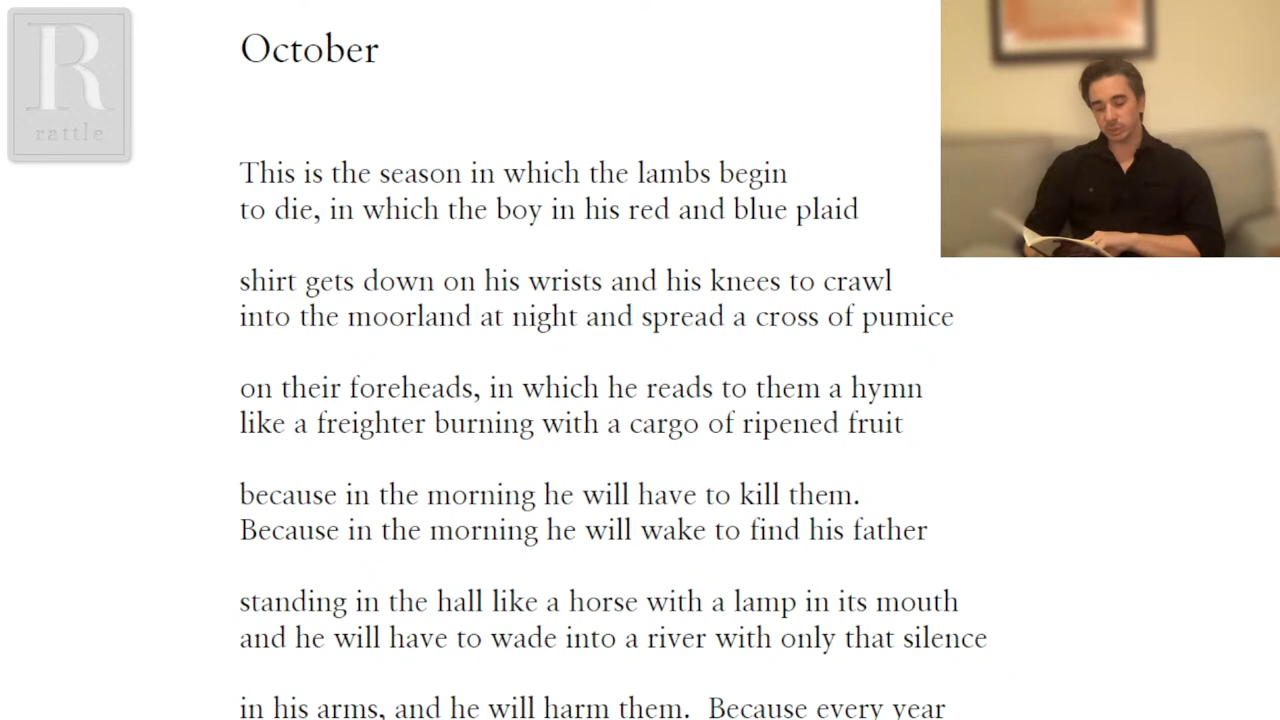 R
rattle
October
This is the season in which the lambs begin
to die, in which the boy in his red and blue plaid
shirt gets down on his wrists and his knees to crawl
into the moorland at night and spread a cross of pumice
on their foreheads, in which he reads to them a hymn
like a freighter burning with a cargo of ripened fruit
because in the morning he will have to kill them.
Because in the morning he will wake to find his father
standing in the hall like a horse with a lamp in its mouth
and he will have to wade into a river with only that silence
in his arms, and he will harm them.  Because every year